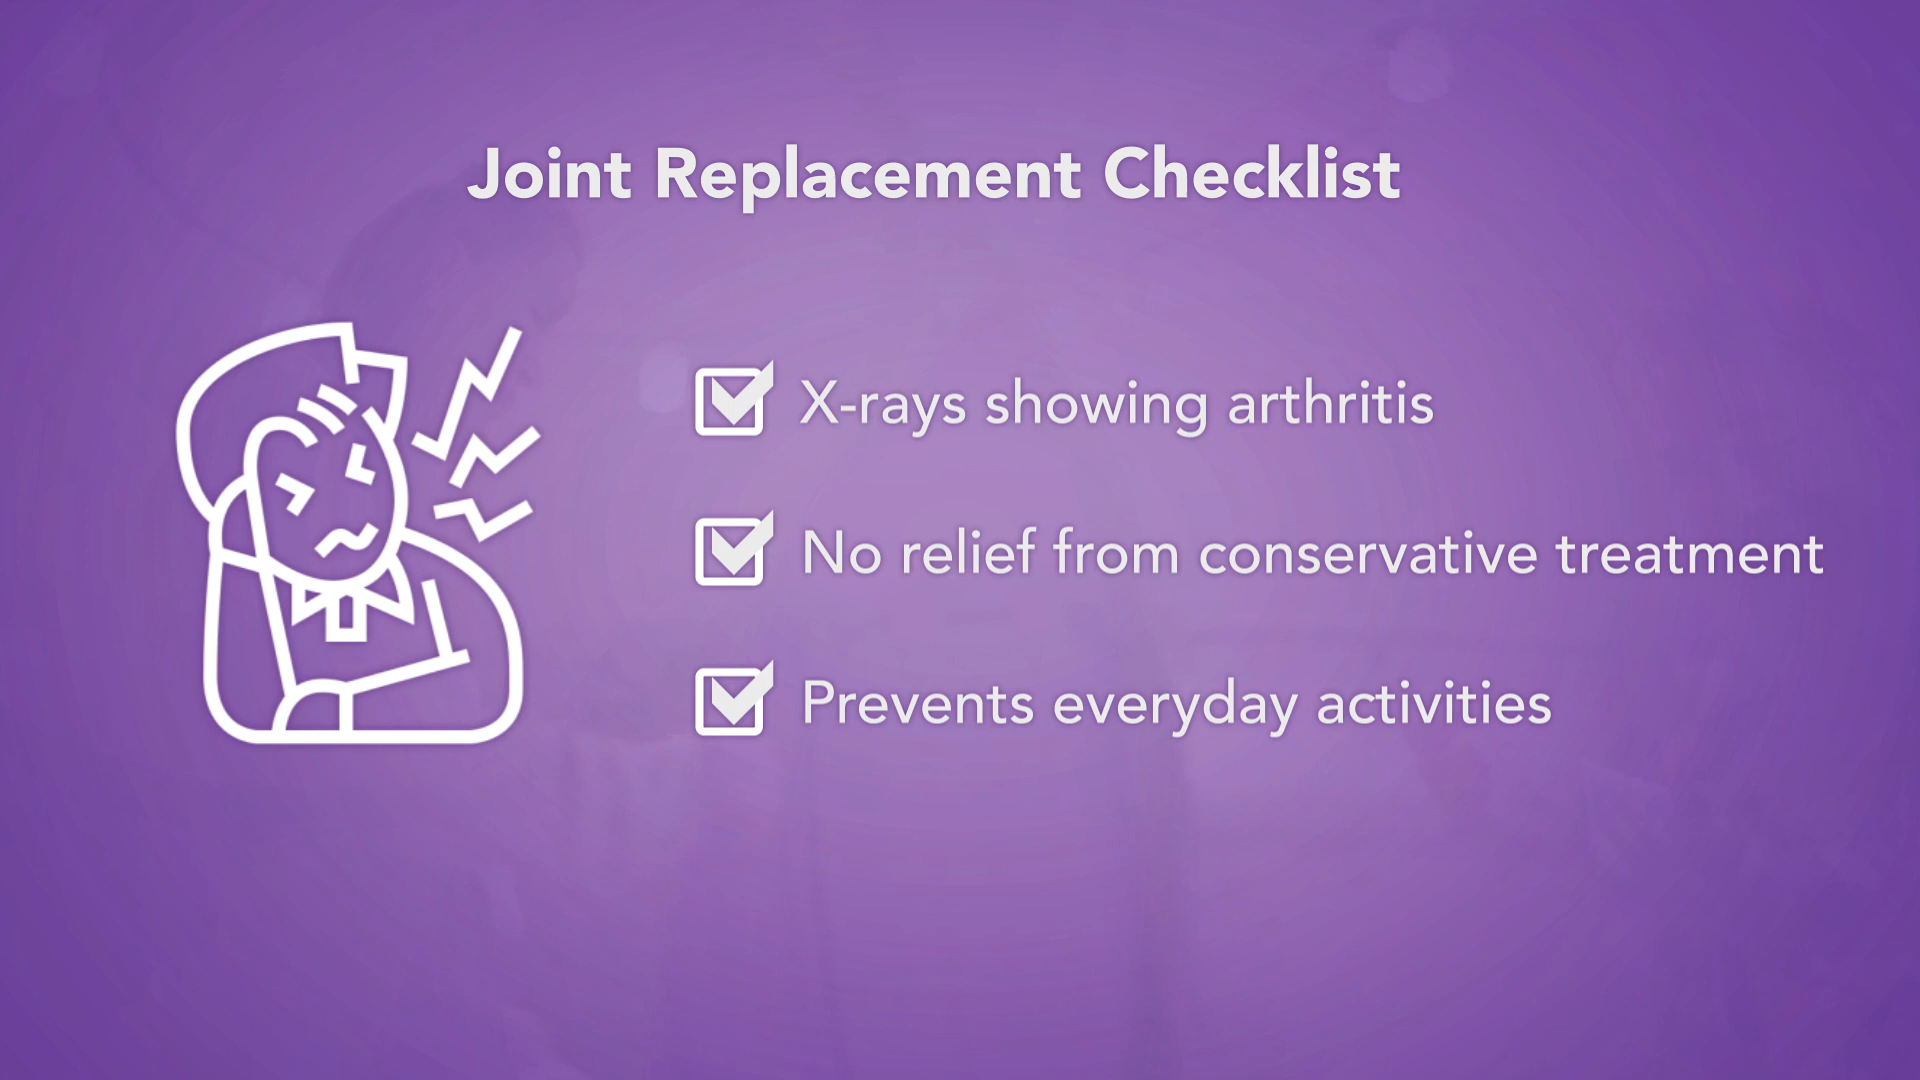 Joint Replacement Checklist
X-rays showing arthritis
No relief from conservative treatment
Prevents everyday activities